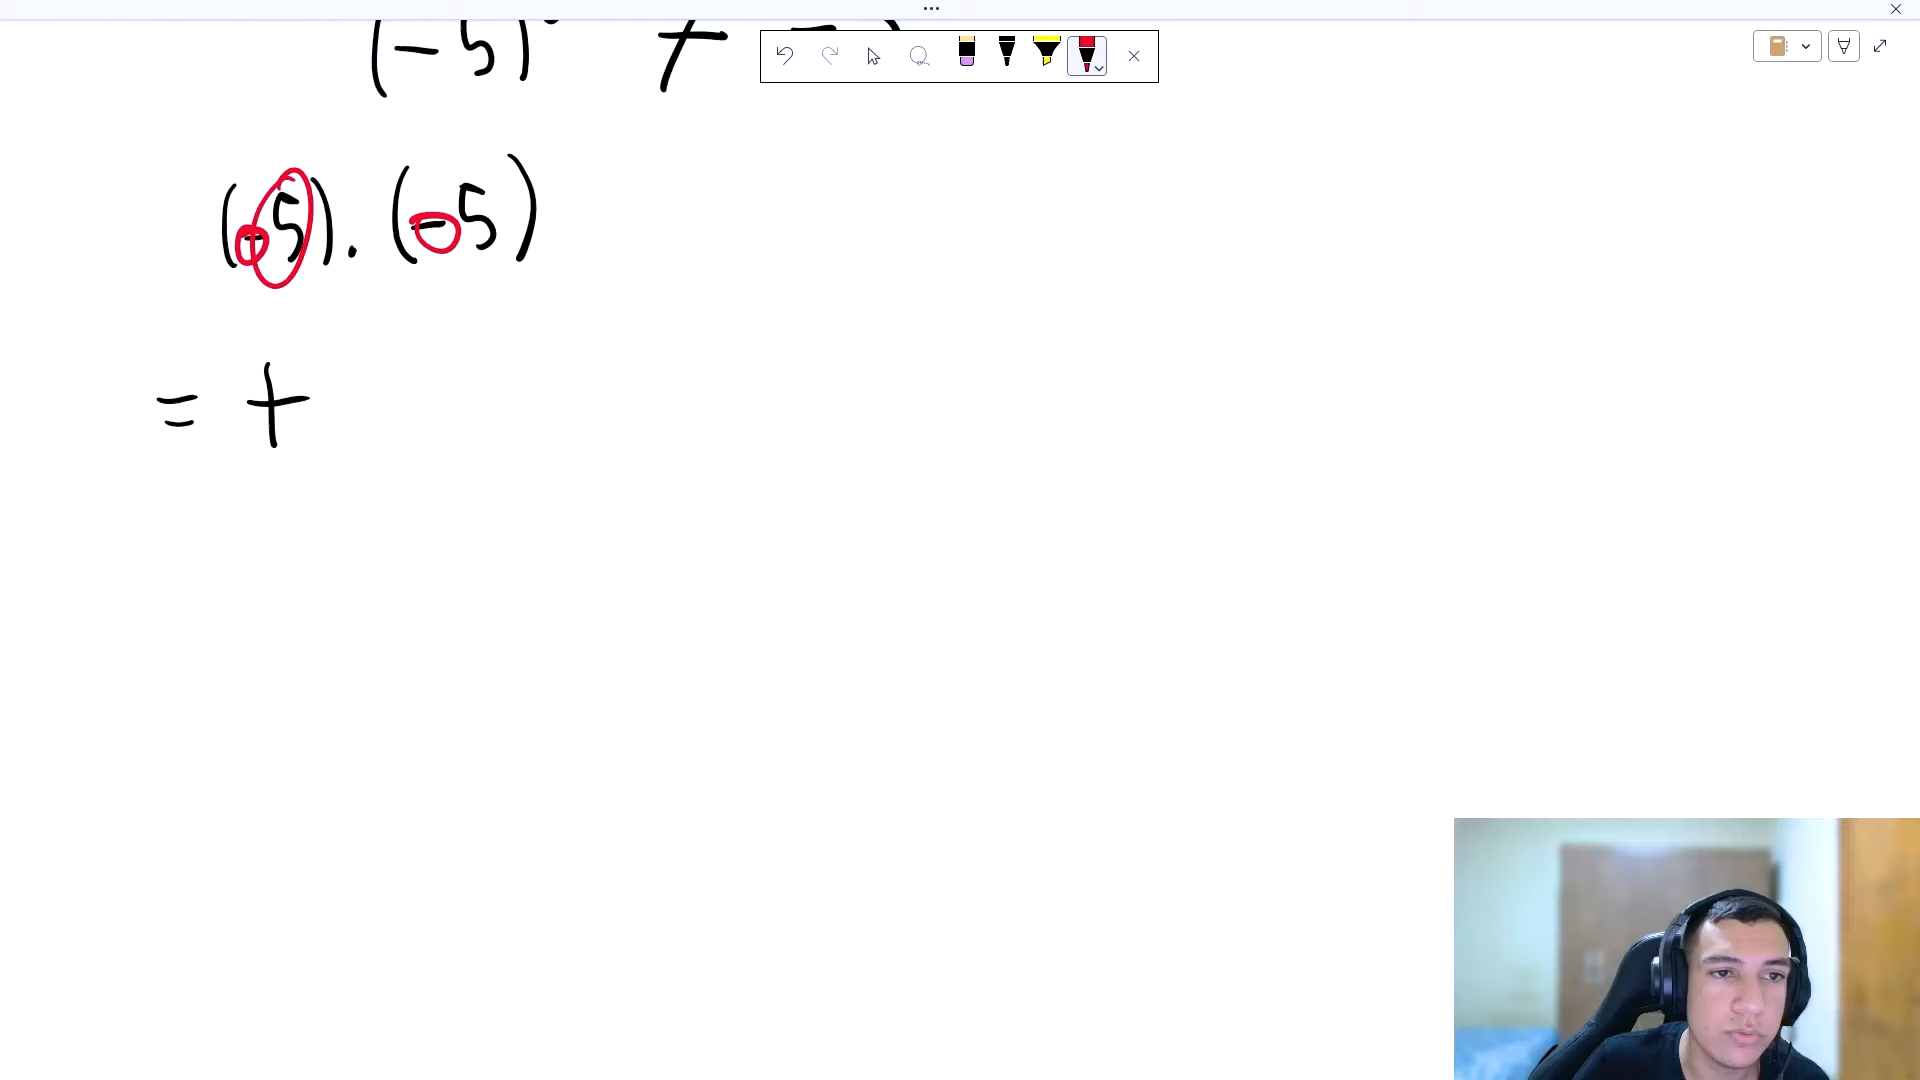 (-5)
(-5) . (-5)
= +